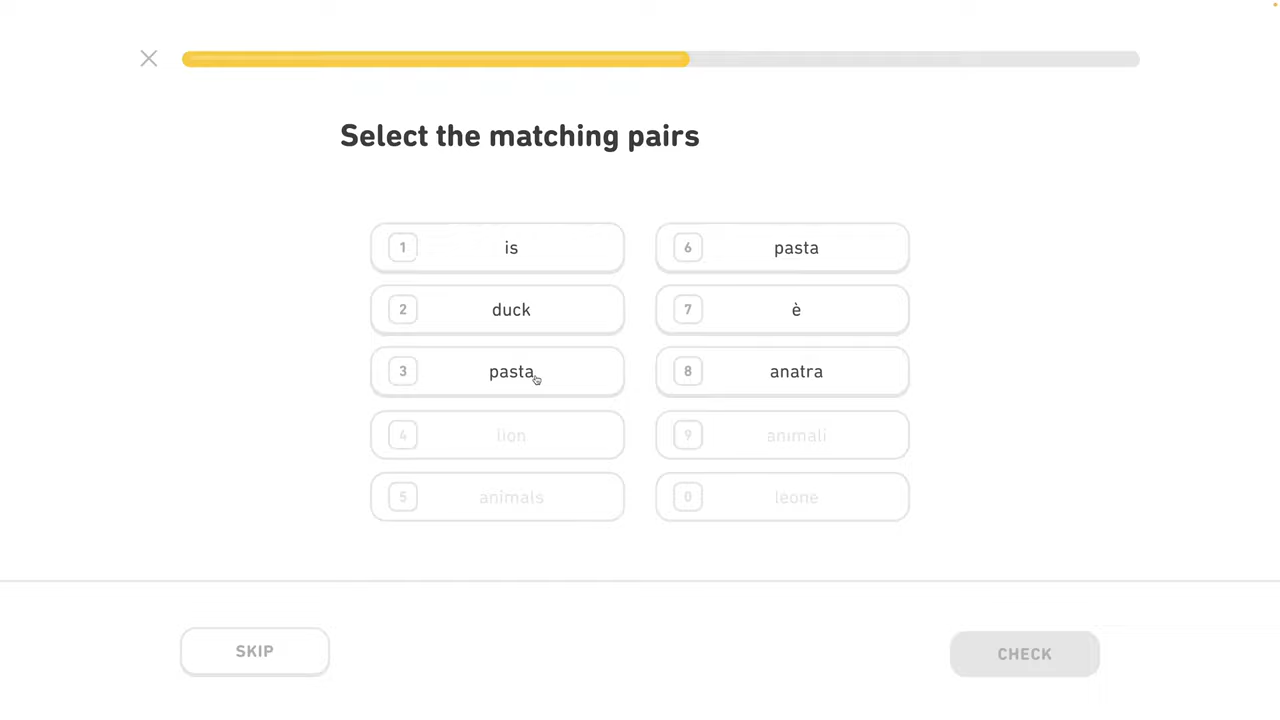 Select the matching pairs
1 is
6 pasta
2 duck
7 è
3 pasta
8 anatra
4 lion
9 animali
5 animals
0 leone
SKIP
CHECK